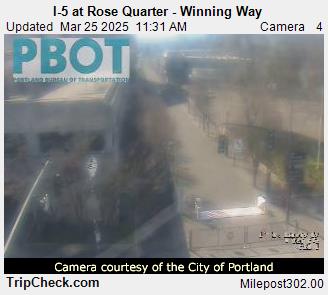 I-5 at Rose Quarter - Winning Way
Updated Mar 25 2025 11:31 AM Camera 4
PBOT
PORTLAND BUREAU OF TRANSPORTATION
Camera courtesy of the City of Portland
TripCheck.com Milepost302.00